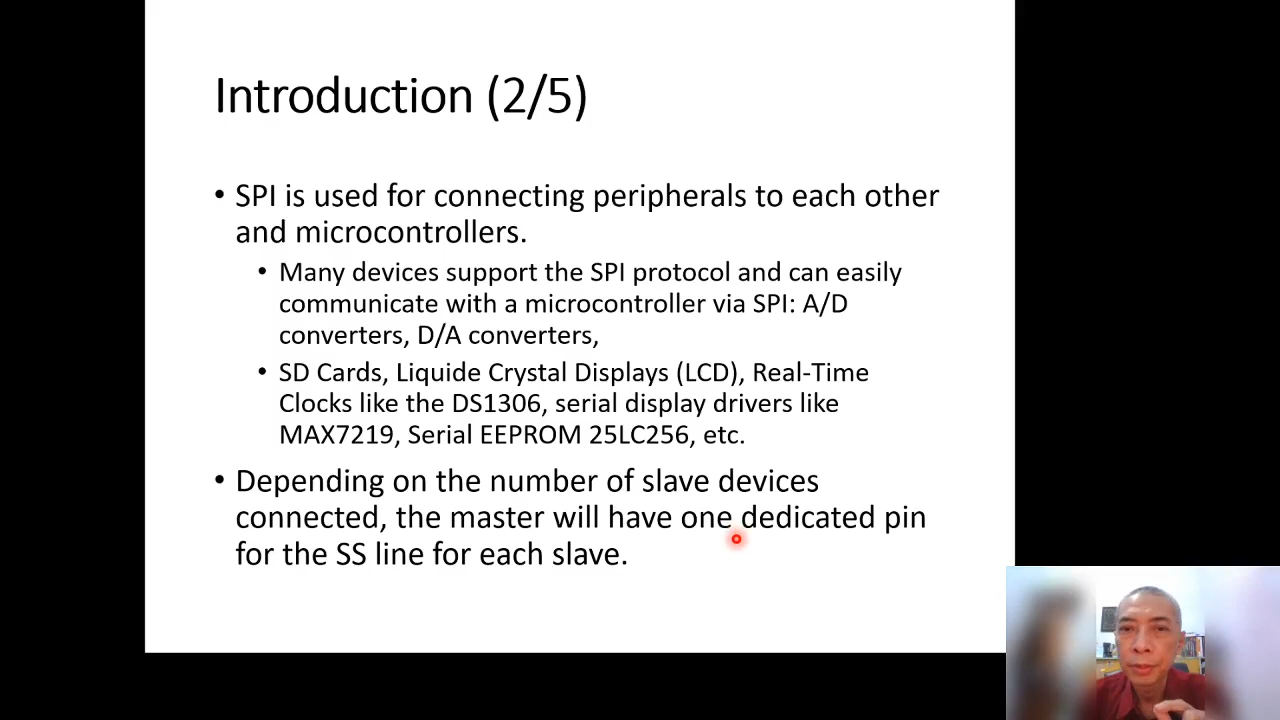 Introduction (2/5)
• SPI is used for connecting peripherals to each other
and microcontrollers.
• Many devices support the SPI protocol and can easily
communicate with a microcontroller via SPI: A/D
converters, D/A converters,
• SD Cards, Liquide Crystal Displays (LCD), Real-Time
Clocks like the DS1306, serial display drivers like
MAX7219, Serial EEPROM 25LC256, etc.
• Depending on the number of slave devices
connected, the master will have one dedicated pin
for the SS line for each slave.